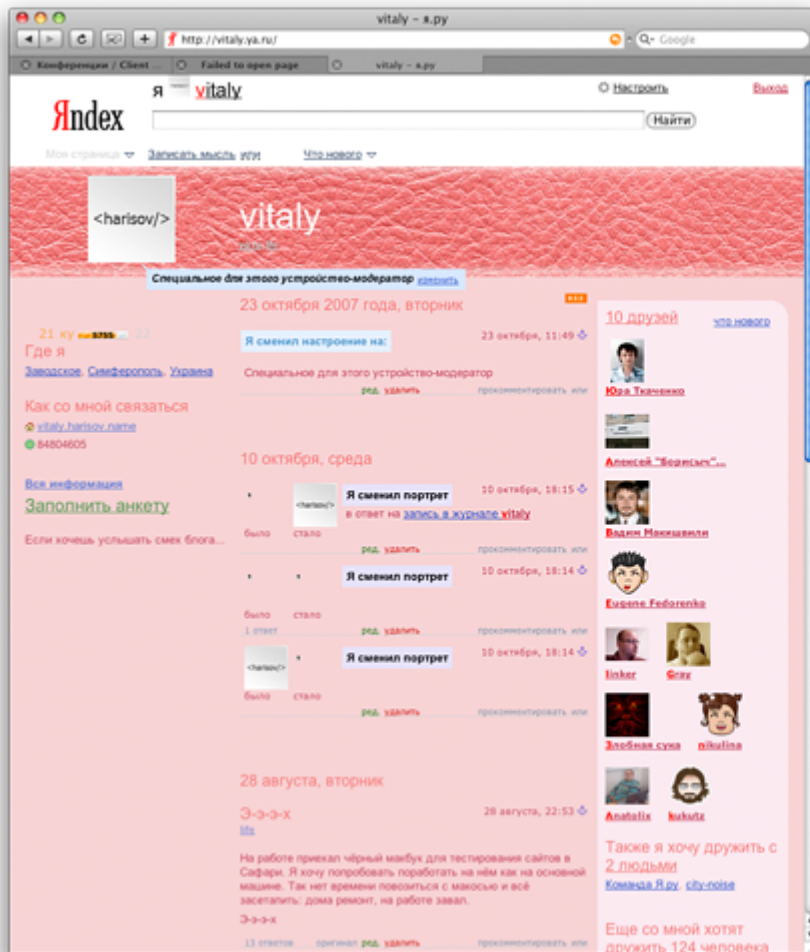 vitaly – я.ру
http://vitaly.ya.ru/
Google
Конференции / Client ...
Failed to open page
vitaly – я.ру
я vitaly
Настроить
Выход
Яndex
Найти
Моя страница
Записать мысль или
Что нового
<harisov/>
vitaly
Специальное для этого устройство-модератор изменить
23 октября 2007 года, вторник
21 ку
22
Где я
Заводское, Симферополь, Украина
Как со мной связаться
vitaly.harisov.name
84804605
Вся информация
Заполнить анкету
Если хочешь услышать смех блога...
Я сменил настроение на:
23 октября, 11:49
Специальное для этого устройство-модератор
ред. удалить
прокомментировать или
10 октября, среда
<harisov/>
Я сменил портрет
10 октября, 18:15
в ответ на запись в журнале vitaly
было
стало
ред. удалить
прокомментировать или
Я сменил портрет
10 октября, 18:14
было
стало
1 ответ
ред. удалить
прокомментировать или
<harisov/>
Я сменил портрет
10 октября, 18:14
было
стало
ред. удалить
прокомментировать или
28 августа, вторник
Э-э-э-х
28 августа, 22:53
life
На работе приехал чёрный макбук для тестирования сайтов в
Сафари. Я хочу попробовать поработать на нём как на основной
машине. Так нет времени повозиться с макосью и всё
засетапить: дома ремонт, на работе завал.
Э-э-э-х
13 ответов
оригинал ред. удалить
прокомментировать или
10 друзей
что нового
Юра Ткаченко
Алексей "Борисыч"...
Вадим Макишвили
Eugene Fedorenko
linker
Gray
Злобная сука
nikulina
Anatolix
kukutz
Также я хочу дружить с
2 людьми
Команда Я.ру, city-noise
Еще со мной хотят
дружить 124 человека